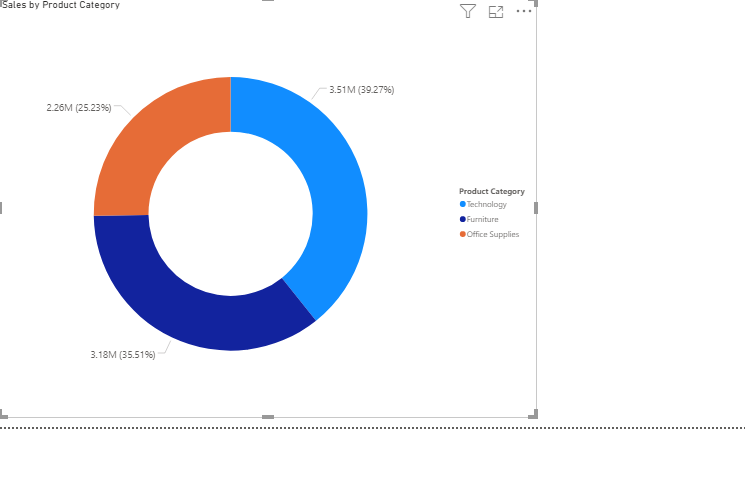 Sales by Product Category
3.51M (39.27%)
2.26M (25.23%)
Product Category
Technology
Furniture
Office Supplies
3.18M (35.51%)